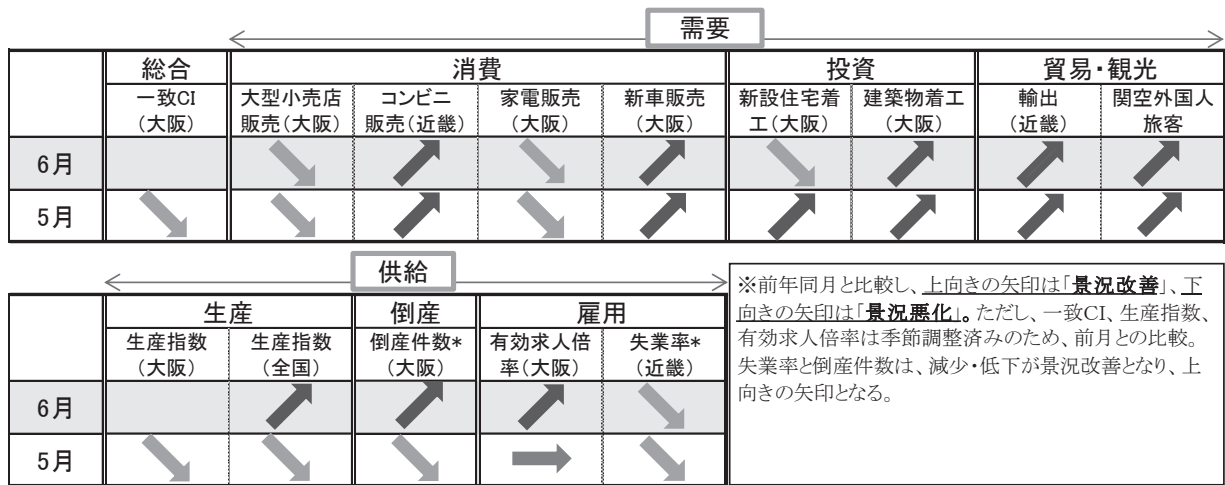 需要
総合 消費 投資 貿易・観光
一致CI 大型小売店 コンビニ 家電販売 新車販売 新設住宅着 建築物着工 輸出 関空外国人
(大阪) 販売(大阪) 販売(近畿) (大阪) (大阪) 工(大阪) (大阪) (近畿) 旅客
6月
5月
供給
生産 倒産 雇用
生産指数 生産指数 倒産件数* 有効求人倍 失業率*
(大阪) (全国) (大阪) 率(大阪) (近畿)
6月
5月
※前年同月と比較し、上向きの矢印は「景況改善」、下
向きの矢印は「景況悪化」。ただし、一致CI、生産指数、
有効求人倍率は季節調整済みのため、前月との比較。
失業率と倒産件数は、減少・低下が景況改善となり、上
向きの矢印となる。